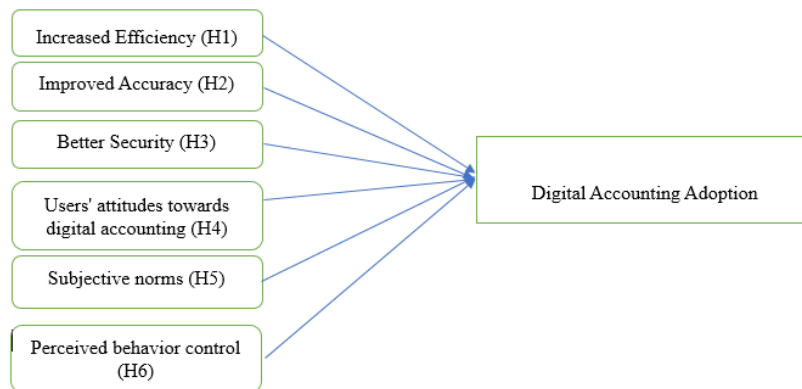 Increased Efficiency (H1)
Improved Accuracy (H2)
Better Security (H3)
Users' attitudes towards
digital accounting (H4)
Subjective norms (H5)
Perceived behavior control
(H6)
Digital Accounting Adoption